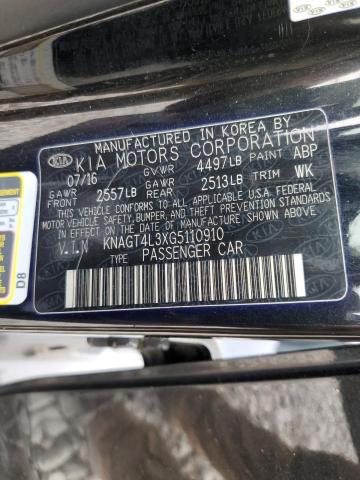 MANUFACTURED IN KOREA BY
KIA KIA MOTORS CORPORATION
07/16 GVWR 4497LB PAINT ABP
GAWR FRONT 2557LB GAWR REAR 2513LB TRIM WK
THIS VEHICLE CONFORMS TO ALL APPLICABLE FEDERAL
MOTOR VEHICLE SAFETY, BUMPER, AND THEFT PREVENTION
STANDARDS IN EFFECT ON THE DATE OF MANUFACTURE SHOWN ABOVE.
V.I.N KNAGT4L3XG5110910
TYPE PASSENGER CAR
D8